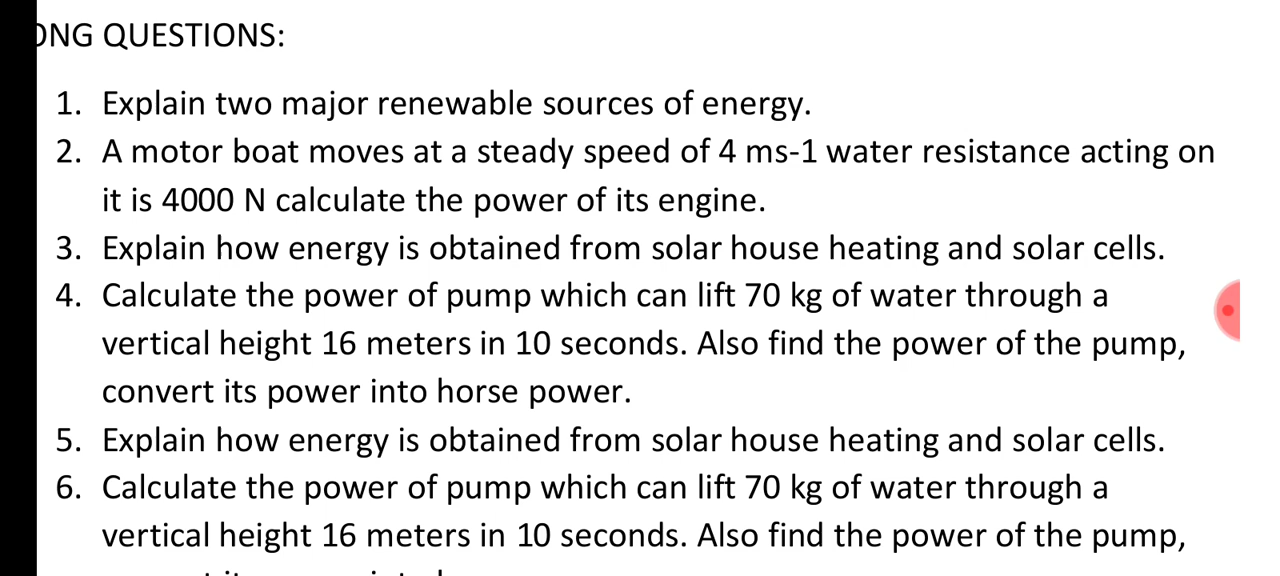 ONG QUESTIONS:
1. Explain two major renewable sources of energy.
2. A motor boat moves at a steady speed of 4 ms-1 water resistance acting on
it is 4000 N calculate the power of its engine.
3. Explain how energy is obtained from solar house heating and solar cells.
4. Calculate the power of pump which can lift 70 kg of water through a
vertical height 16 meters in 10 seconds. Also find the power of the pump,
convert its power into horse power.
5. Explain how energy is obtained from solar house heating and solar cells.
6. Calculate the power of pump which can lift 70 kg of water through a
vertical height 16 meters in 10 seconds. Also find the power of the pump,